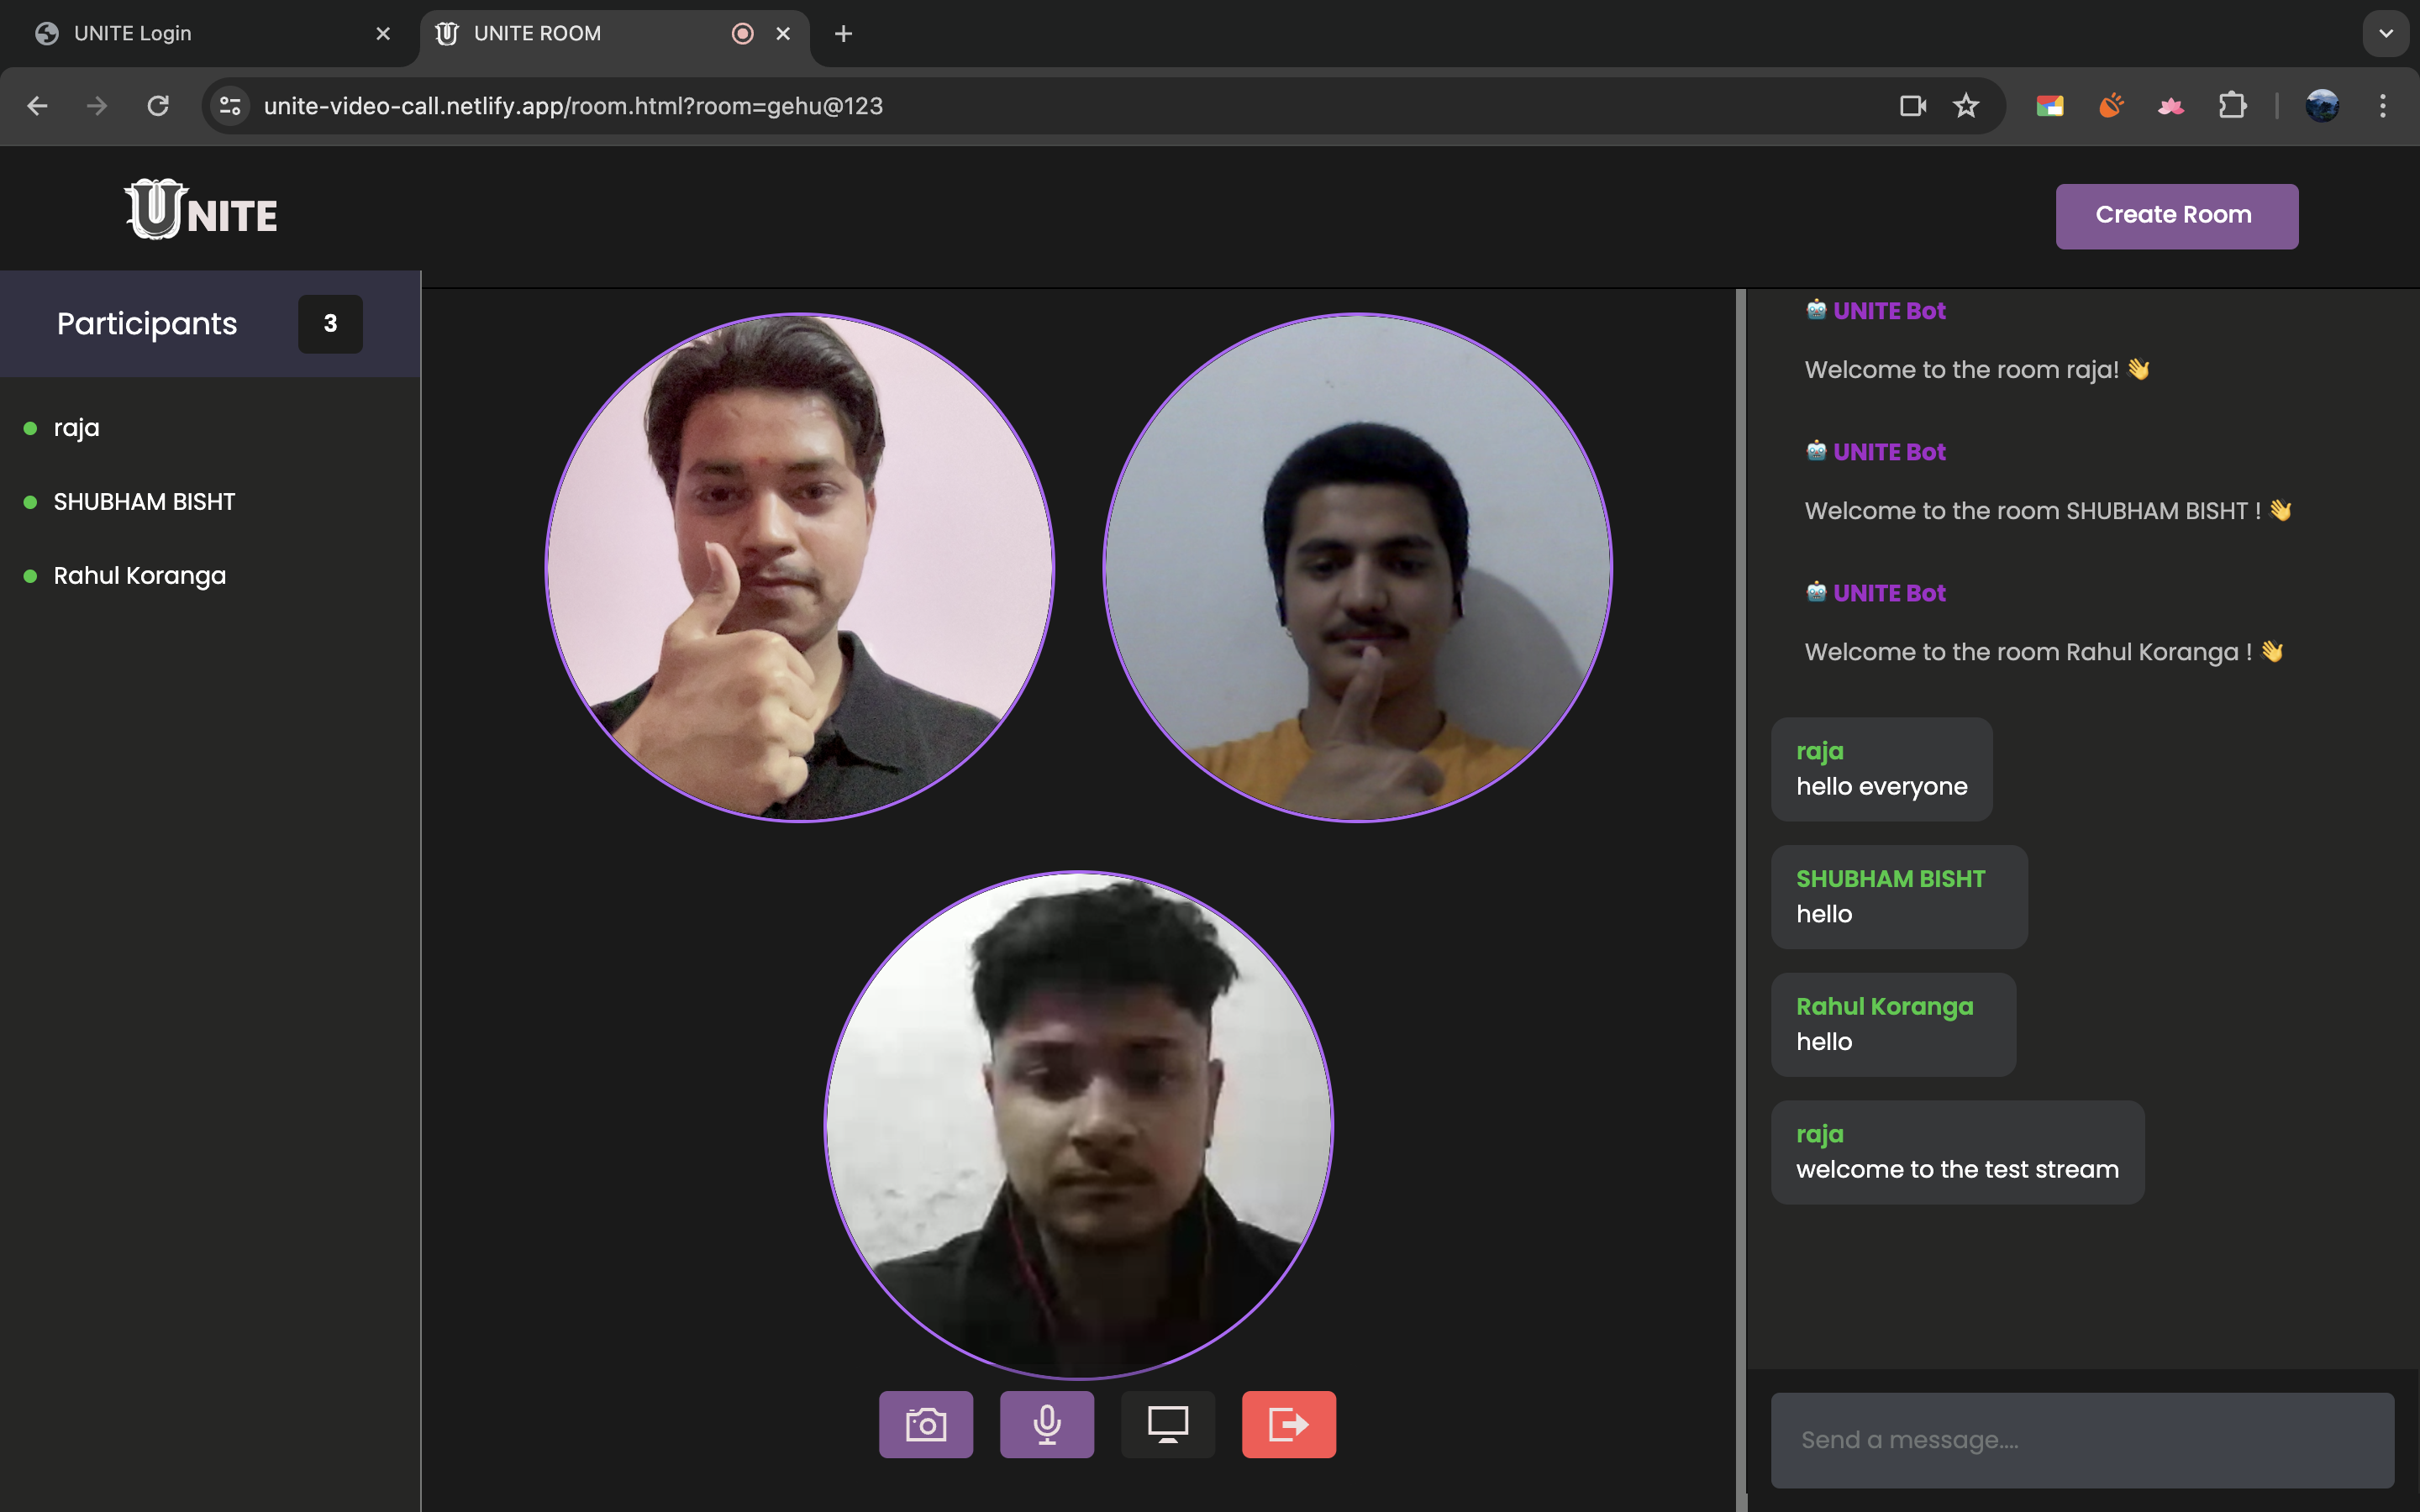 UNITE Login
UNITE ROOM
unite-video-call.netlify.app/room.html?room=gehu@123
UNITE
Create Room
Participants 3
raja
SHUBHAM BISHT
Rahul Koranga
🤖 UNITE Bot
Welcome to the room raja! 👋
🤖 UNITE Bot
Welcome to the room SHUBHAM BISHT ! 👋
🤖 UNITE Bot
Welcome to the room Rahul Koranga ! 👋
raja
hello everyone
SHUBHAM BISHT
hello
Rahul Koranga
hello
raja
welcome to the test stream
Send a message....